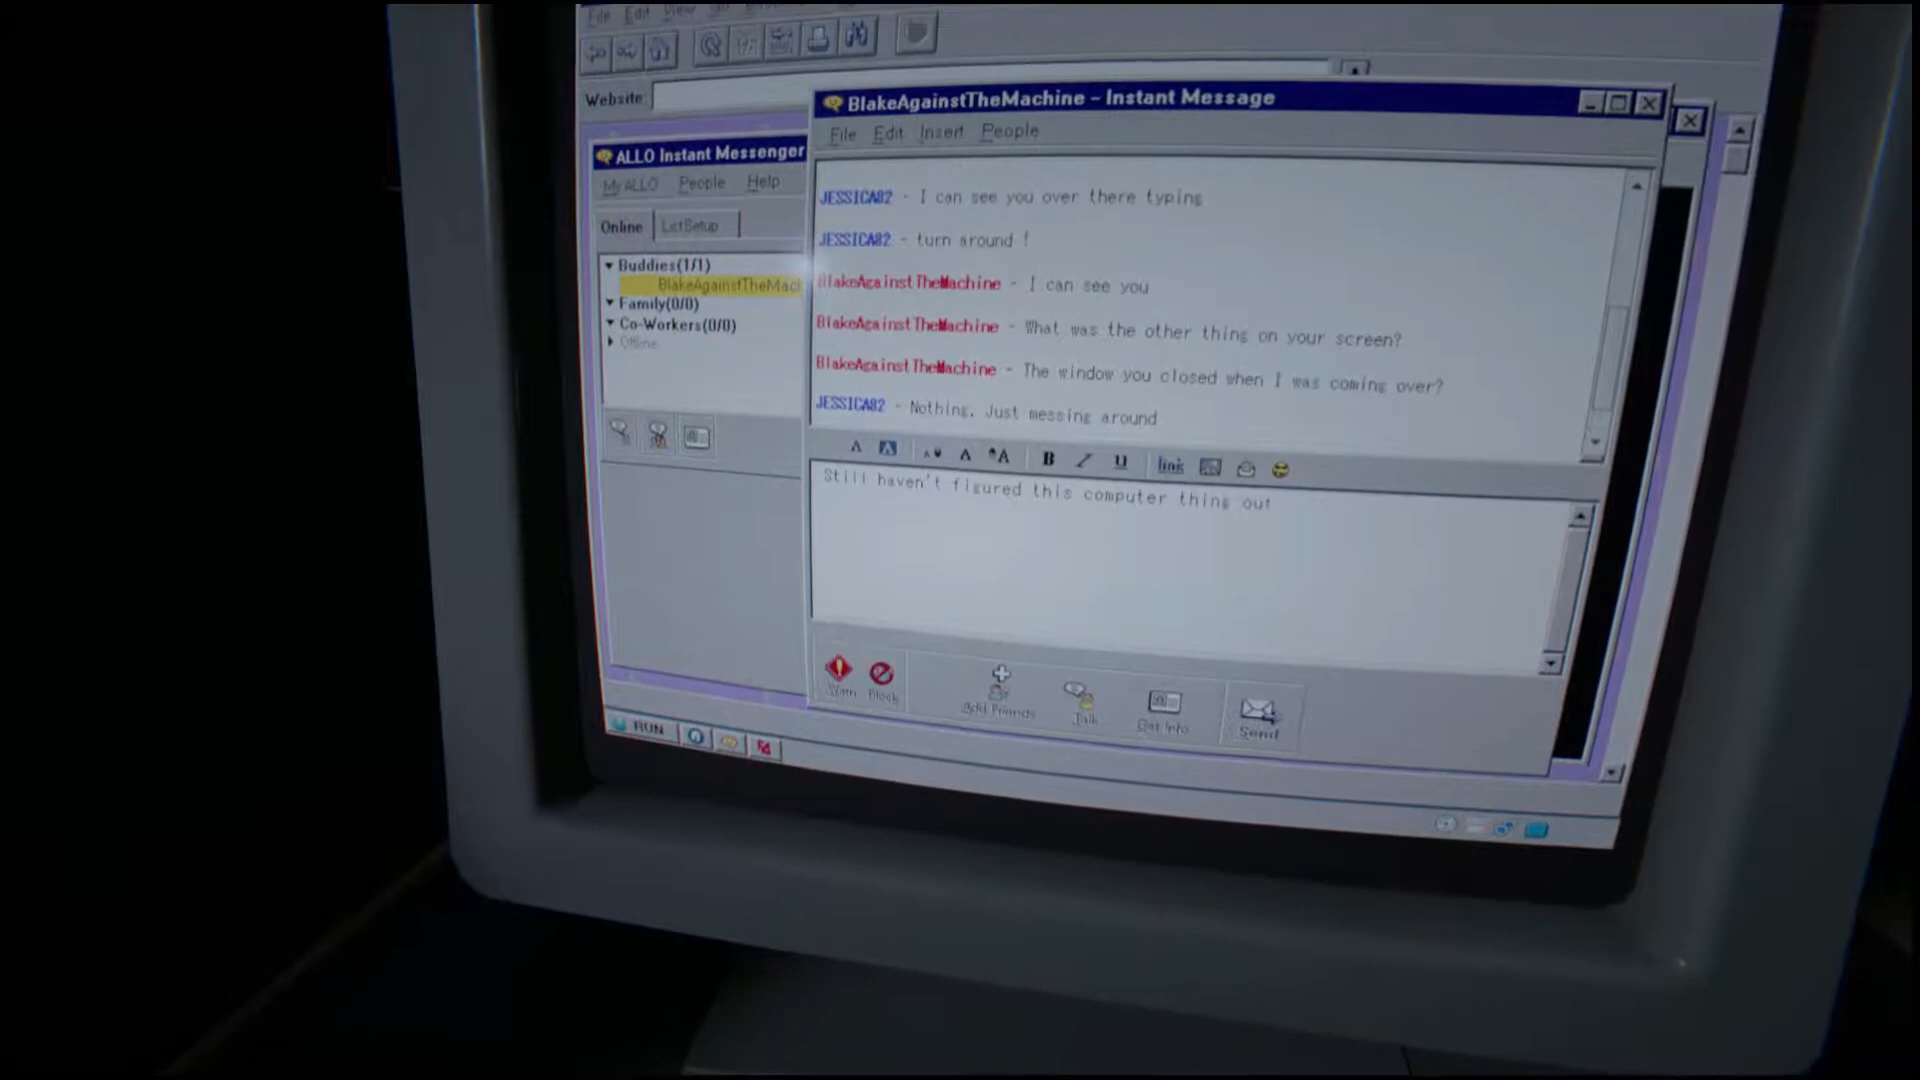 File Edit View Go
Website:
BlakeAgainstTheMachine - Instant Message
File Edit Insert People
ALLO Instant Messenger
My ALLO People Help
Online List Setup
Buddies(1/1)
BlakeAgainstTheMach
Family(0/0)
Co-Workers(0/0)
Offline
JESSICA82 - I can see you over there typing
JESSICA82 - turn around !
BlakeAgainstTheMachine - I can see you
BlakeAgainstTheMachine - What was the other thing on your screen?
BlakeAgainstTheMachine - The window you closed when I was coming over?
JESSICA82 - Nothing. Just messing around
A A A A A B I U link
Still haven't figured this computer thing out
Warn Block Add Friends Talk Get Info Send
RUN